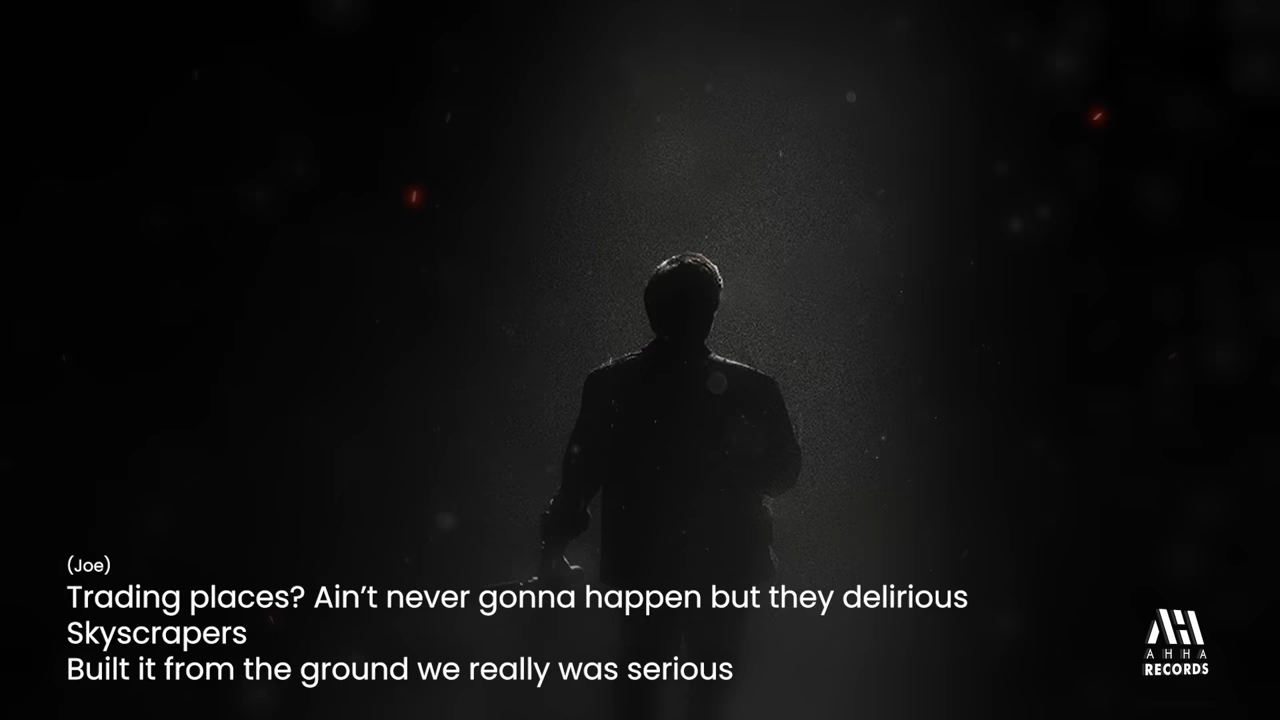 (Joe)
Trading places? Ain’t never gonna happen but they delirious
Skyscrapers
Built it from the ground we really was serious
AH
AHHA
RECORDS